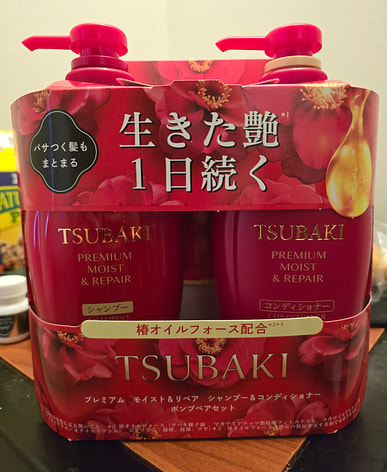 パサつく髪も
まとまる
生きた艶※1
1日続く
TSUBAKI
PREMIUM
MOIST
& REPAIR
シャンプー
TSUBAKI
PREMIUM
MOIST
& REPAIR
コンディショナー
椿オイルフォース配合※2※3
TSUBAKI
プレミアム モイスト&リペア シャンプー&コンディショナー
ポンプペアセット